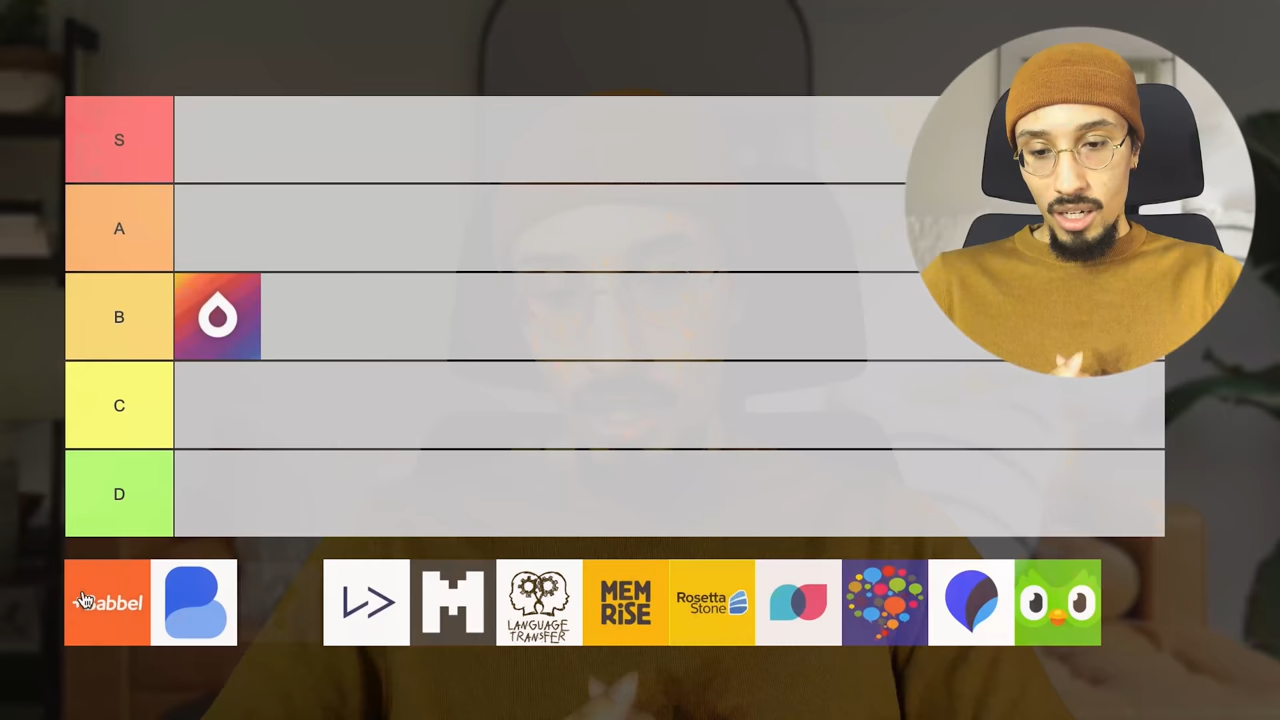 S
A
B
C
D
abbel
LANGUAGE
TRANSFER
MEM
RiSE
Rosetta
Stone